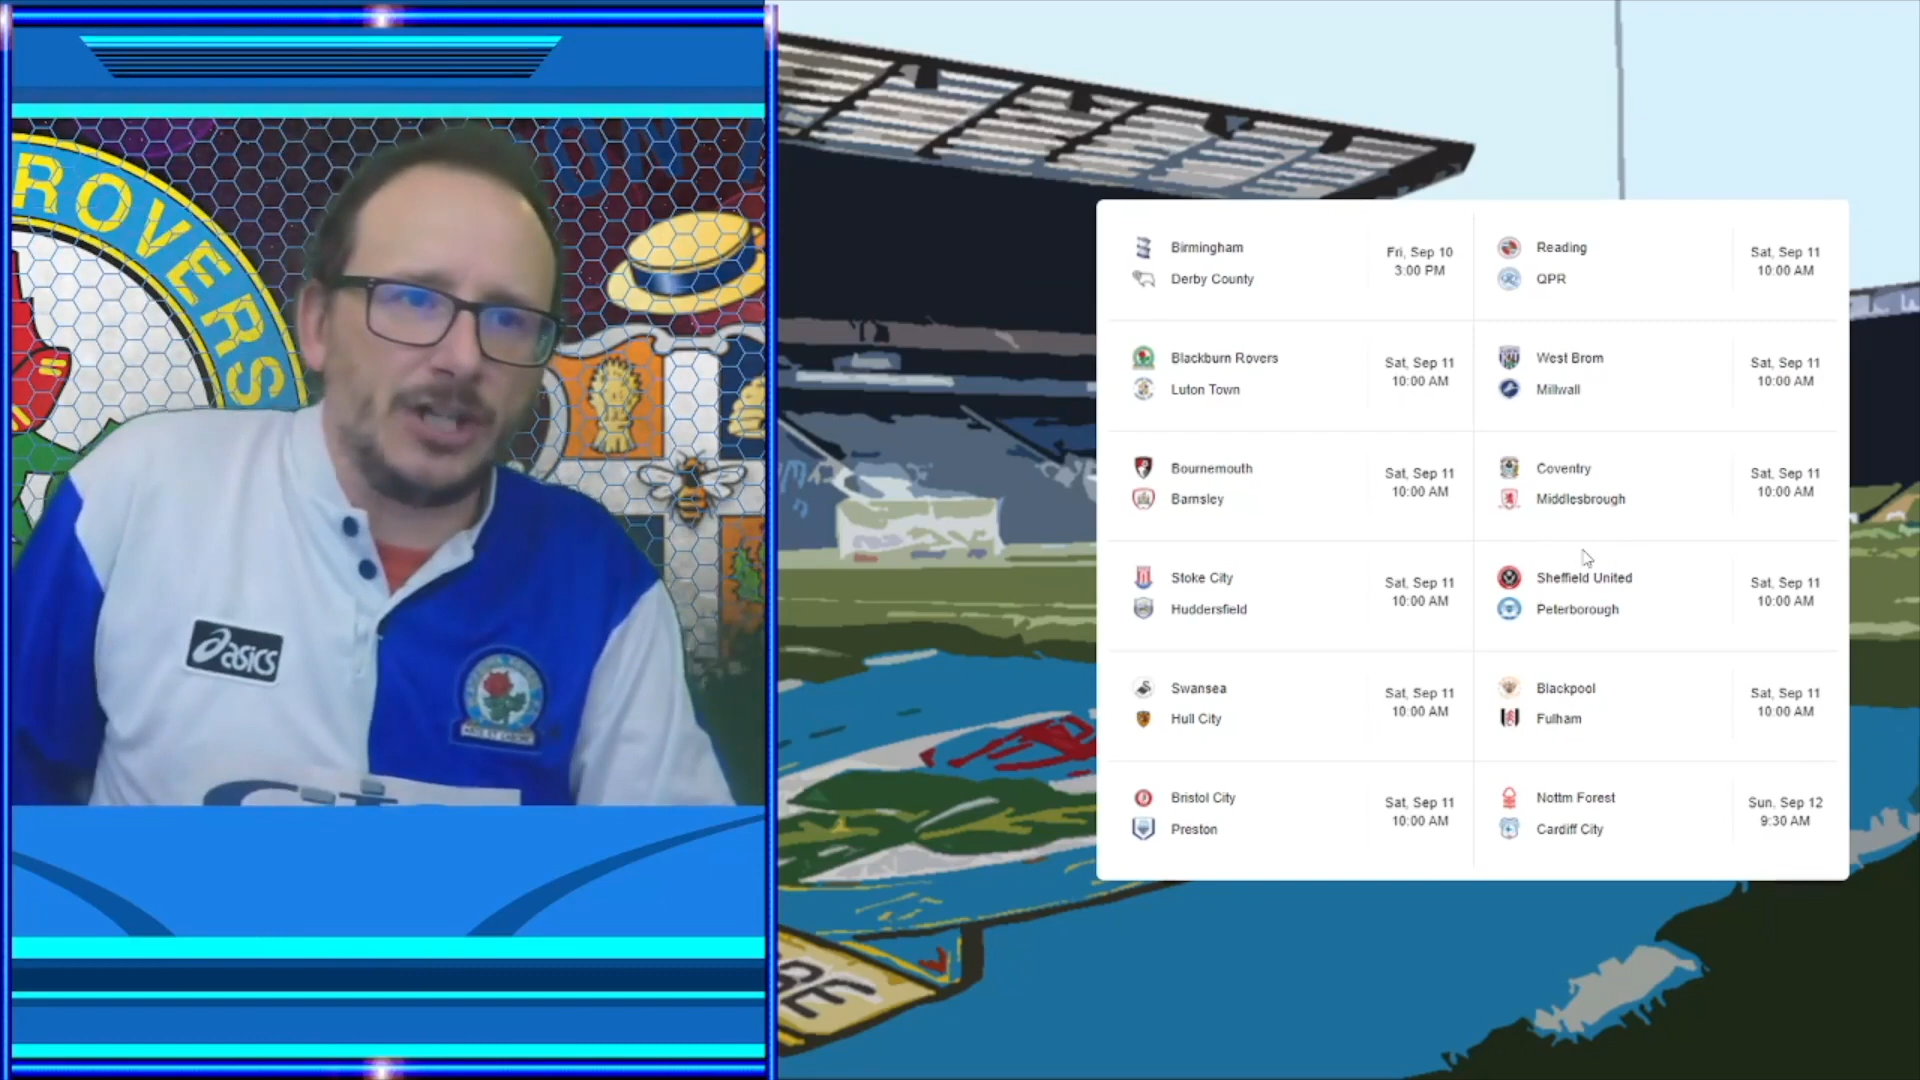 ROVERS
asics
ARTE ET LABORE
Birmingham
Derby County
Fri, Sep 10
3:00 PM
Reading
QPR
Sat, Sep 11
10:00 AM
Blackburn Rovers
Luton Town
Sat, Sep 11
10:00 AM
West Brom
Millwall
Sat, Sep 11
10:00 AM
Bournemouth
Barnsley
Sat, Sep 11
10:00 AM
Coventry
Middlesbrough
Sat, Sep 11
10:00 AM
Stoke City
Huddersfield
Sat, Sep 11
10:00 AM
Sheffield United
Peterborough
Sat, Sep 11
10:00 AM
Swansea
Hull City
Sat, Sep 11
10:00 AM
Blackpool
Fulham
Sat, Sep 11
10:00 AM
Bristol City
Preston
Sat, Sep 11
10:00 AM
Nottm Forest
Cardiff City
Sun, Sep 12
9:30 AM